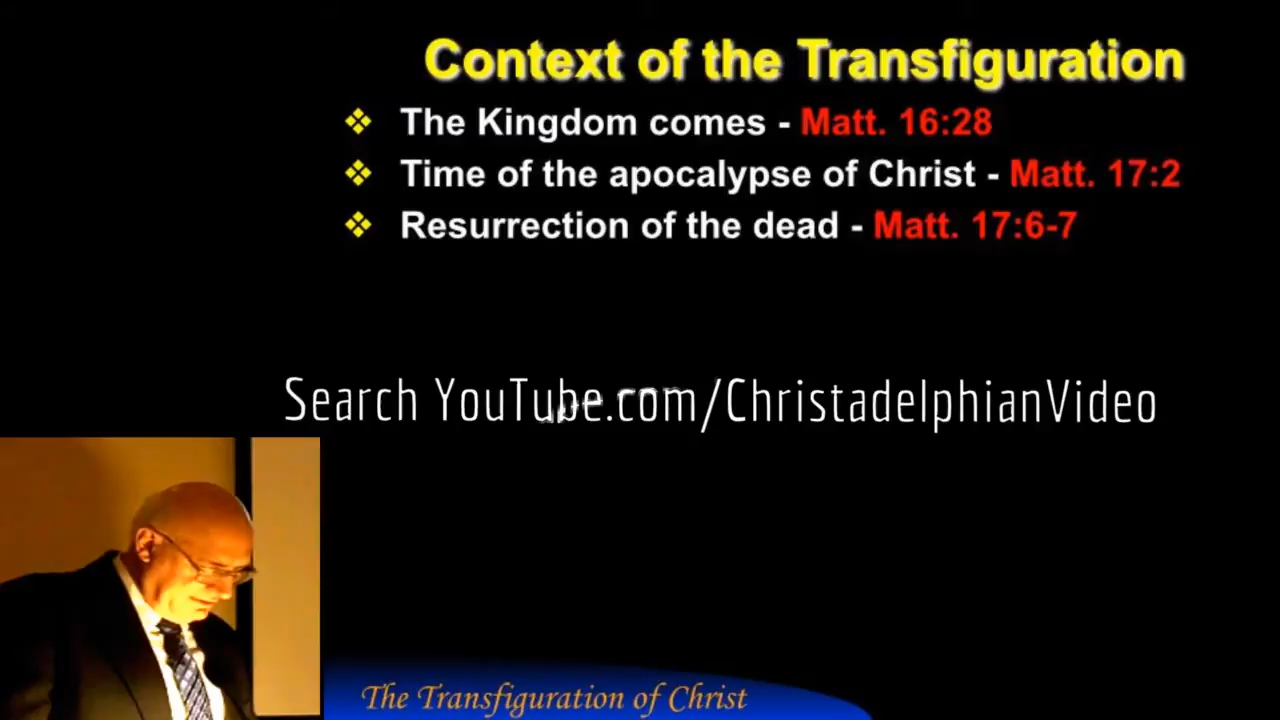 Context of the Transfiguration
❖ The Kingdom comes - Matt. 16:28
❖ Time of the apocalypse of Christ - Matt. 17:2
❖ Resurrection of the dead - Matt. 17:6-7
Search YouTube.com/ChristadelphianVideo
The Transfiguration of Christ